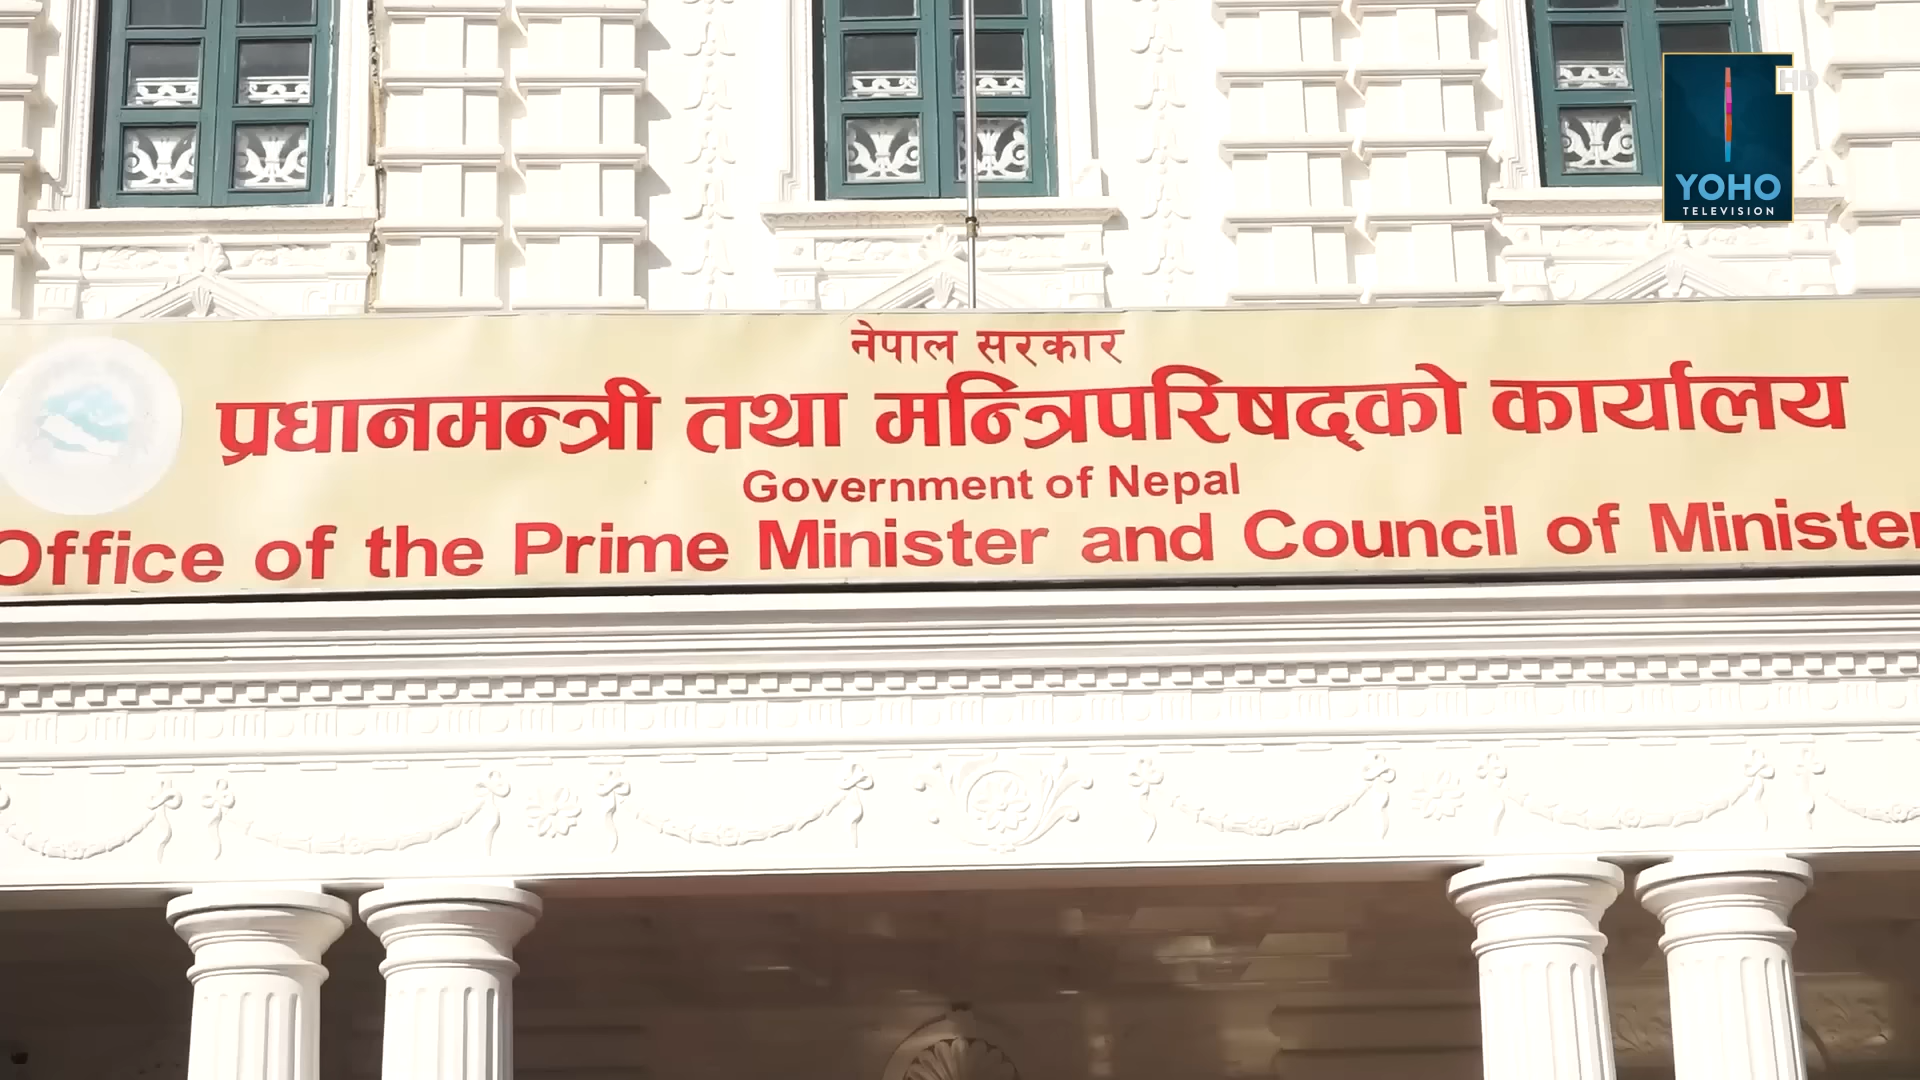 HD
YOHO
TELEVISION
नेपाल सरकार
प्रधानमन्त्री तथा मन्त्रिपरिषद्को कार्यालय
Government of Nepal
Office of the Prime Minister and Council of Minister